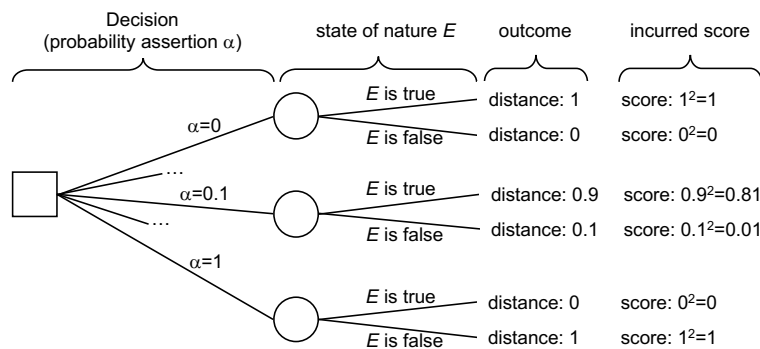 Decision
(probability assertion α)
state of nature E
outcome
incurred score
α=0
E is true
distance: 1
score: 1²=1
E is false
distance: 0
score: 0²=0
...
α=0.1
E is true
distance: 0.9
score: 0.9²=0.81
E is false
distance: 0.1
score: 0.1²=0.01
...
α=1
E is true
distance: 0
score: 0²=0
E is false
distance: 1
score: 1²=1